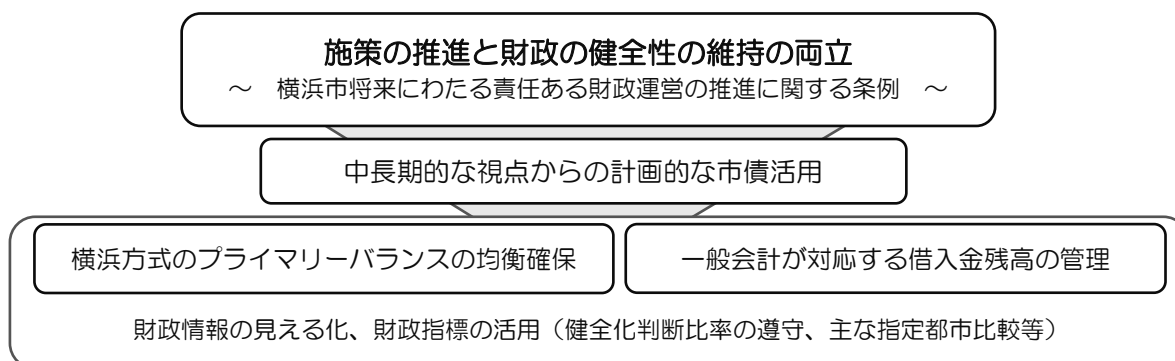 施策の推進と財政の健全性の維持の両立
～ 横浜市将来にわたる責任ある財政運営の推進に関する条例 ～
中長期的な視点からの計画的な市債活用
横浜方式のプライマリーバランスの均衡確保
一般会計が対応する借入金残高の管理
財政情報の見える化、財政指標の活用（健全化判断比率の遵守、主な指定都市比較等）